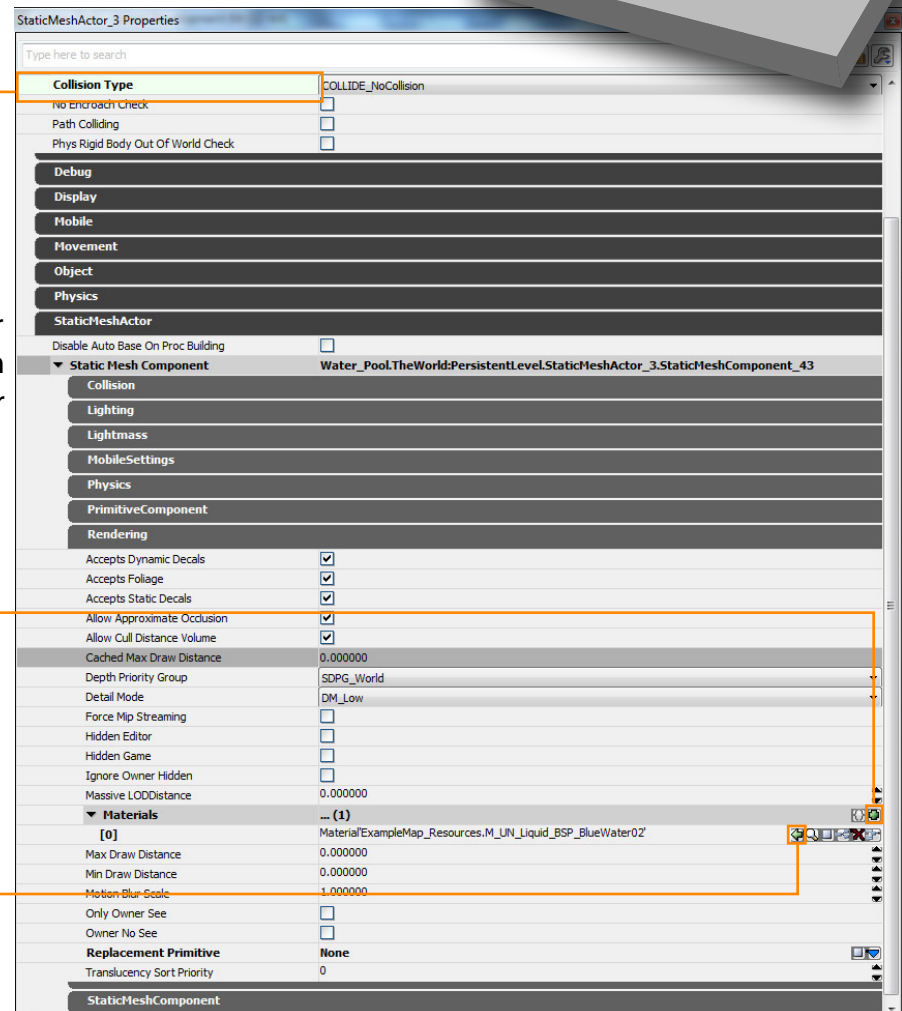 StaticMeshActor_3 Properties
Type here to search
Collision Type COLLIDE_NoCollision
No Encroach Check
Path Colliding
Phys Rigid Body Out Of World Check
Debug
Display
Mobile
Movement
Object
Physics
StaticMeshActor
Disable Auto Base On Proc Building
Static Mesh Component Water_Pool.TheWorld:PersistentLevel.StaticMeshActor_3.StaticMeshComponent_43
Collision
Lighting
Lightmass
MobileSettings
Physics
PrimitiveComponent
Rendering
Accepts Dynamic Decals
Accepts Foliage
Accepts Static Decals
Allow Approximate Occlusion
Allow Cull Distance Volume
Cached Max Draw Distance 0.000000
Depth Priority Group SDPG_World
Detail Mode DM_Low
Force Mip Streaming
Hidden Editor
Hidden Game
Ignore Owner Hidden
Massive LODDistance 0.000000
Materials ... (1)
[0] Material'ExampleMap_Resources.M_UN_Liquid_BSP_BlueWater02'
Max Draw Distance 0.000000
Min Draw Distance 0.000000
Motion Blur Scale 1.000000
Only Owner See
Owner No See
Replacement Primitive None
Translucency Sort Priority 0
StaticMeshComponent